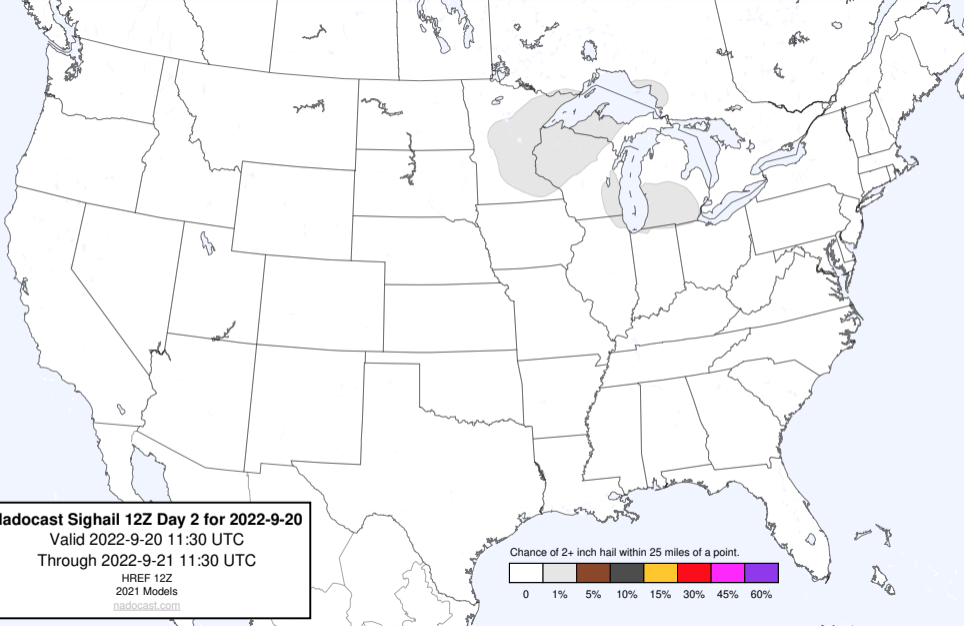 adocast Sighail 12Z Day 2 for 2022-9-20
Valid 2022-9-20 11:30 UTC
Through 2022-9-21 11:30 UTC
HREF 12Z
2021 Models
nadocast.com
Chance of 2+ inch hail within 25 miles of a point.
0 1% 5% 10% 15% 30% 45% 60%